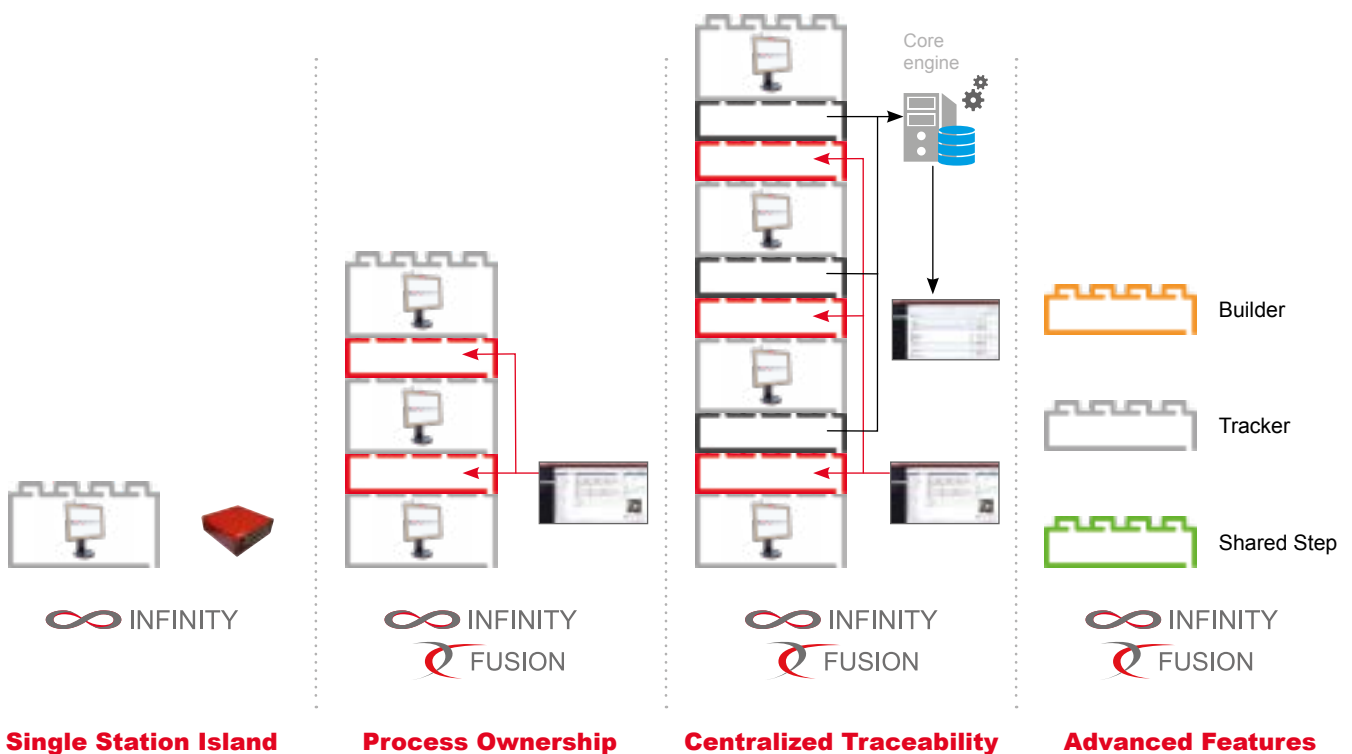 Core
engine
Builder
Tracker
Shared Step
INFINITY
INFINITY
FUSION
INFINITY
FUSION
INFINITY
FUSION
Single Station Island
Process Ownership
Centralized Traceability
Advanced Features